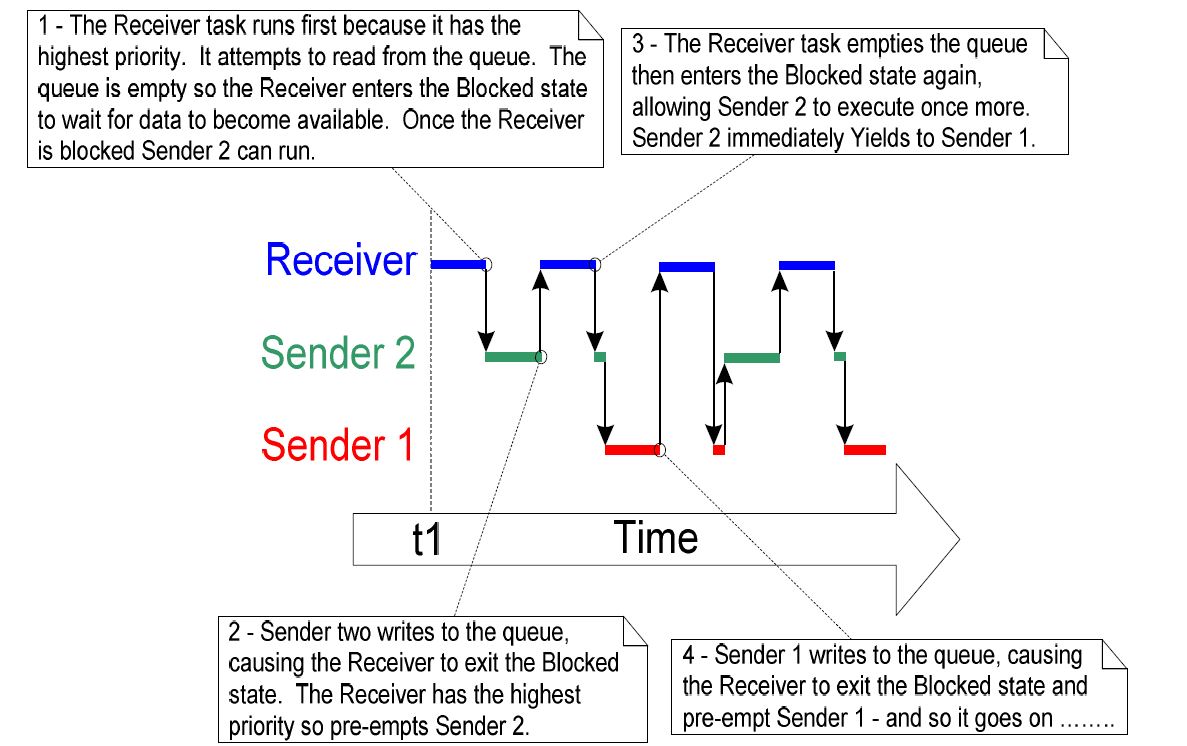 1 - The Receiver task runs first because it has the
highest priority.  It attempts to read from the queue.  The
queue is empty so the Receiver enters the Blocked state
to wait for data to become available.  Once the Receiver
is blocked Sender 2 can run.
3 - The Receiver task empties the queue
then enters the Blocked state again,
allowing Sender 2 to execute once more.
Sender 2 immediately Yields to Sender 1.
Receiver
Sender 2
Sender 1
t1
Time
2 - Sender two writes to the queue,
causing the Receiver to exit the Blocked
state.  The Receiver has the highest
priority so pre-empts Sender 2.
4 - Sender 1 writes to the queue, causing
the Receiver to exit the Blocked state and
pre-empt Sender 1 - and so it goes on ........